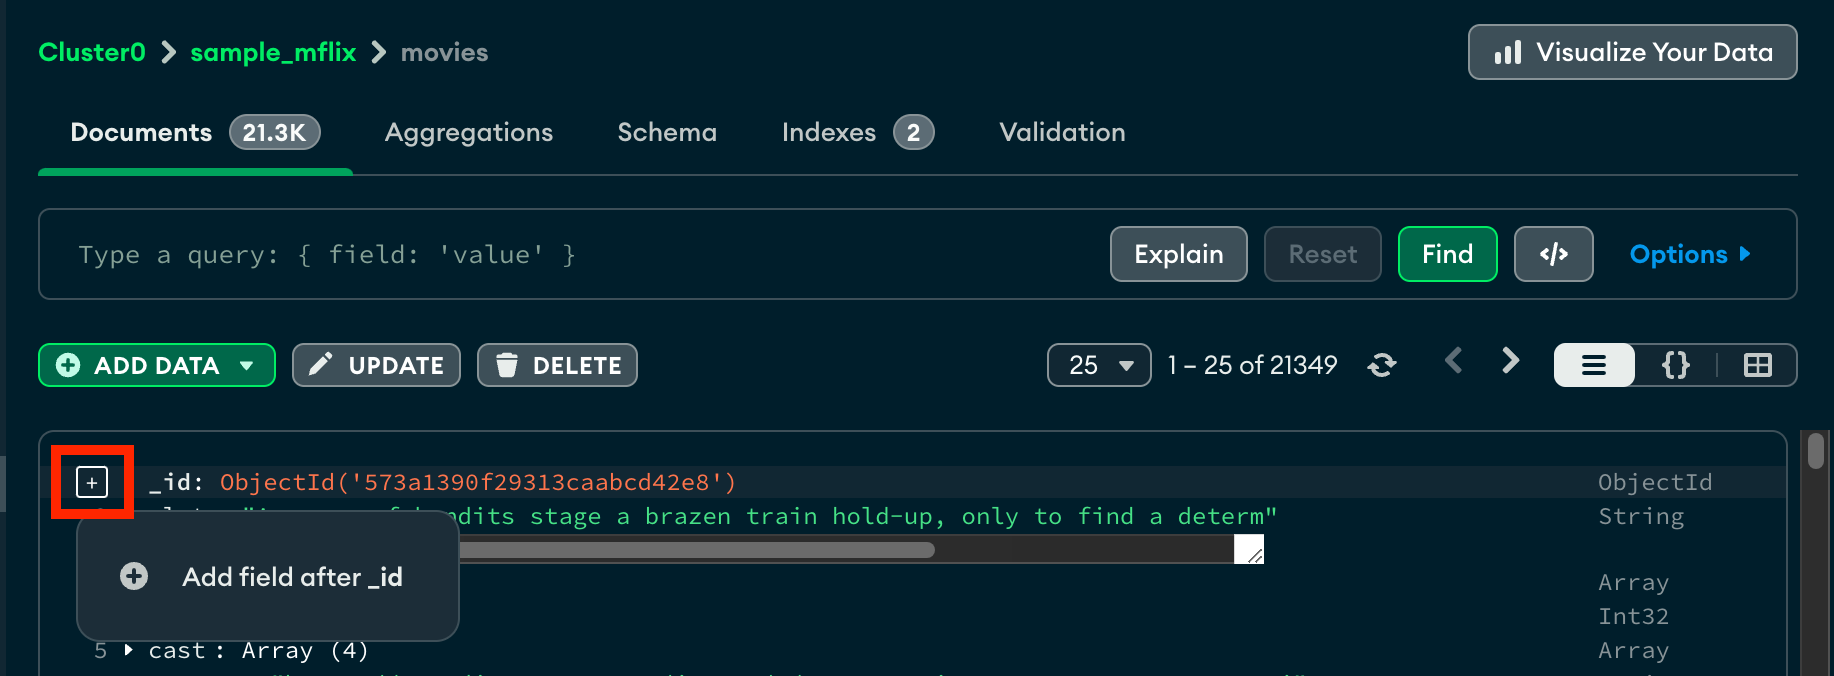 Cluster0 > sample_mflix > movies
Visualize Your Data
Documents 21.3K Aggregations Schema Indexes 2 Validation
Type a query: { field: 'value' }
Explain Reset Find </> Options
ADD DATA UPDATE DELETE
25 1 – 25 of 21349 {}
+ _id: ObjectId('573a1390f29313caabcd42e8') ObjectId
stage a brazen train hold-up, only to find a determ" String
Add field after _id
Array
Int32
5 cast : Array (4) Array